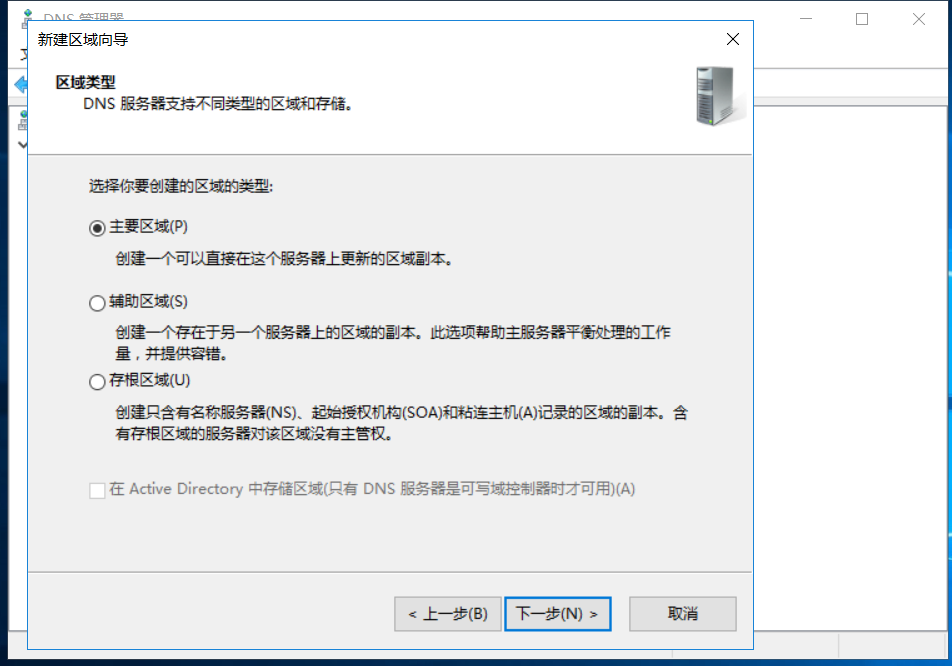 DNS 管理器
新建区域向导
区域类型
DNS 服务器支持不同类型的区域和存储。
选择你要创建的区域的类型:
主要区域(P)
创建一个可以直接在这个服务器上更新的区域副本。
辅助区域(S)
创建一个存在于另一个服务器上的区域的副本。此选项帮助主服务器平衡处理的工作
量，并提供容错。
存根区域(U)
创建只含有名称服务器(NS)、起始授权机构(SOA)和粘连主机(A)记录的区域的副本。含
有存根区域的服务器对该区域没有主管权。
在 Active Directory 中存储区域(只有 DNS 服务器是可写域控制器时才可用)(A)
< 上一步(B)
下一步(N) >
取消